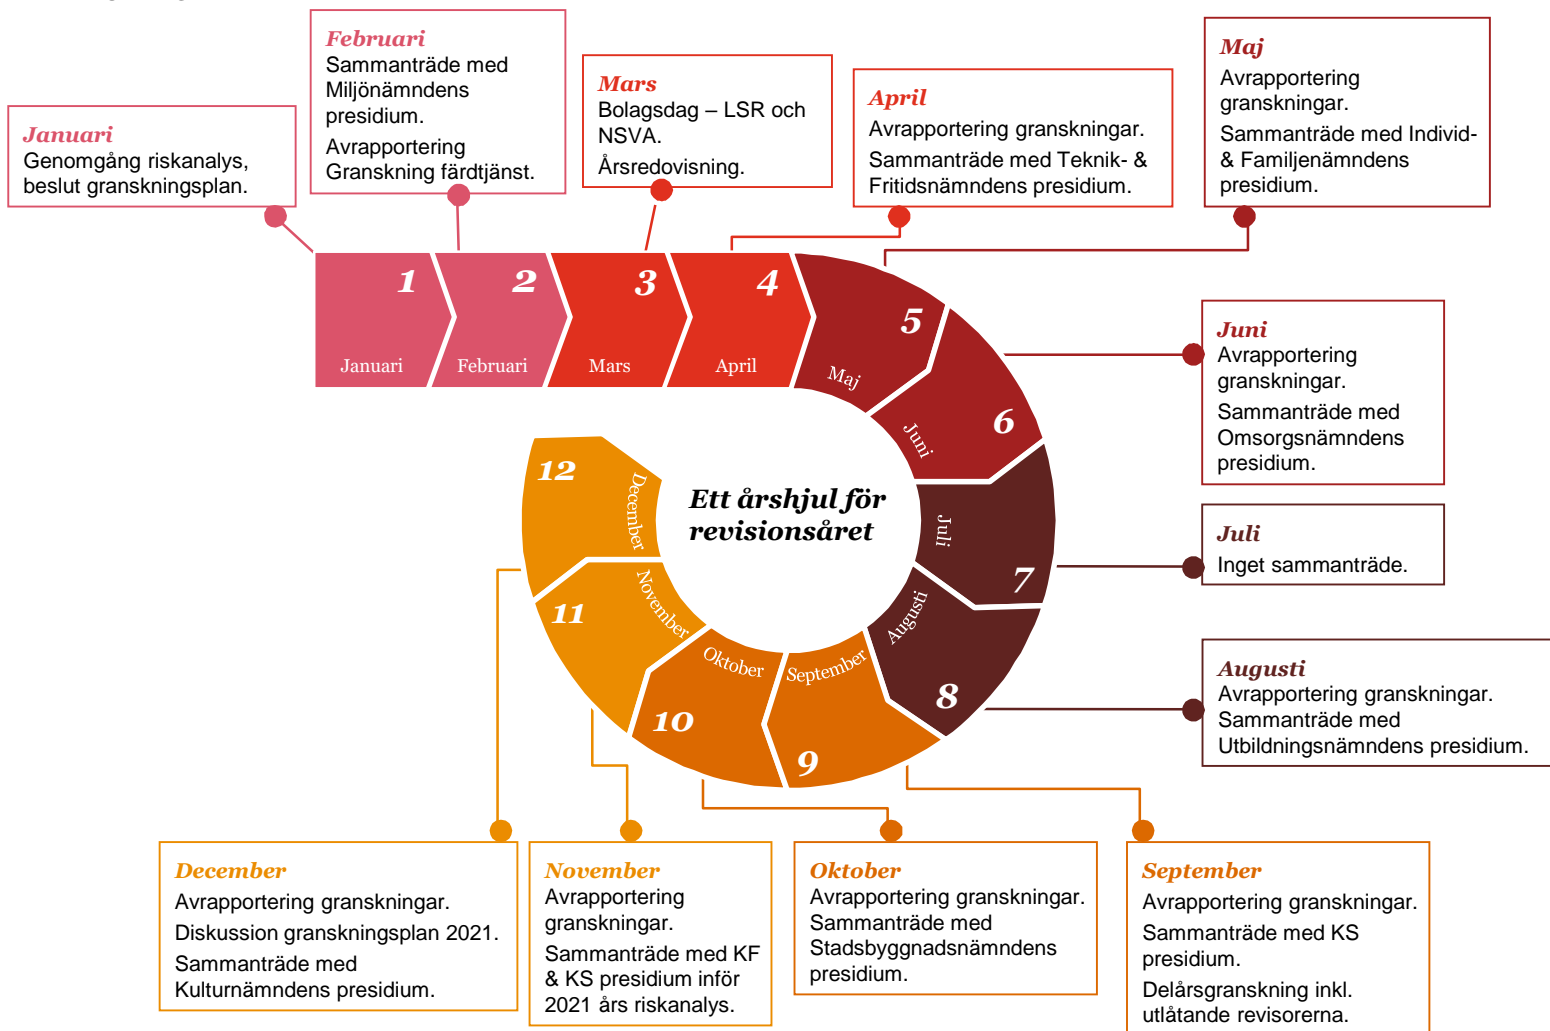 Januari
Genomgång riskanalys,
beslut granskningsplan.
Februari
Sammanträde med
Miljönämndens
presidium.
Avrapportering
Granskning färdtjänst.
Mars
Bolagsdag – LSR och
NSVA.
Årsredovisning.
April
Avrapportering granskningar.
Sammanträde med Teknik- &
Fritidsnämndens presidium.
Maj
Avrapportering
granskningar.
Sammanträde med Individ-
& Familjenämndens
presidium.
1
Januari
2
Februari
3
Mars
4
April
5
Maj
6
Juni
7
Juli
8
Augusti
9
September
10
Oktober
11
November
12
December
Ett årshjul för
revisionsåret
Juni
Avrapportering
granskningar.
Sammanträde med
Omsorgsnämndens
presidium.
Juli
Inget sammanträde.
Augusti
Avrapportering granskningar.
Sammanträde med
Utbildningsnämndens presidium.
December
Avrapportering granskningar.
Diskussion granskningsplan 2021.
Sammanträde med
Kulturnämndens presidium.
November
Avrapportering
granskningar.
Sammanträde med KF
& KS presidium inför
2021 års riskanalys.
Oktober
Avrapportering granskningar.
Sammanträde med
Stadsbyggnadsnämndens
presidium.
September
Avrapportering granskningar.
Sammanträde med KS
presidium.
Delårsgranskning inkl.
utlåtande revisorerna.